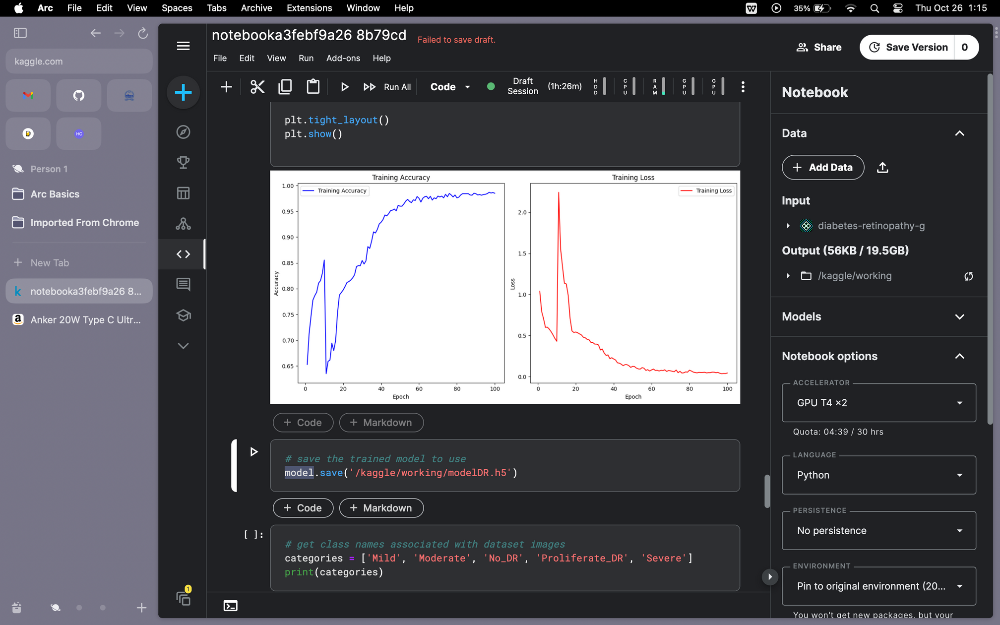 Arc File Edit View Spaces Tabs Archive Extensions Window Help
35% Thu Oct 26 1:15
kaggle.com
HC
Person 1
Arc Basics
Imported From Chrome
New Tab
k notebooka3febf9a26 8...
a Anker 20W Type C Ultr...
1
notebooka3febf9a26 8b79cd Failed to save draft.
Share Save Version 0
File Edit View Run Add-ons Help
Run All Code Draft Session (1h:26m) HDD CPU RAM GPU GPU
plt.tight_layout()
plt.show()
Training Accuracy
Training Accuracy
1.00
0.95
0.90
0.85
0.80
0.75
0.70
0.65
Accuracy
0 20 40 60 80 100
Epoch
Training Loss
Training Loss
2.0
1.5
1.0
0.5
0.0
Loss
0 20 40 60 80 100
Epoch
+ Code + Markdown
# save the trained model to use
model.save('/kaggle/working/modelDR.h5')
+ Code + Markdown
[ ]:
# get class names associated with dataset images
categories = ['Mild', 'Moderate', 'No_DR', 'Proliferate_DR', 'Severe']
print(categories)
Notebook
Data
+ Add Data
Input
diabetes-retinopathy-g
Output (56KB / 19.5GB)
/kaggle/working
Models
Notebook options
ACCELERATOR
GPU T4 ×2
Quota: 04:39 / 30 hrs
LANGUAGE
Python
PERSISTENCE
No persistence
ENVIRONMENT
Pin to original environment (20...
You won't get new packages, but your